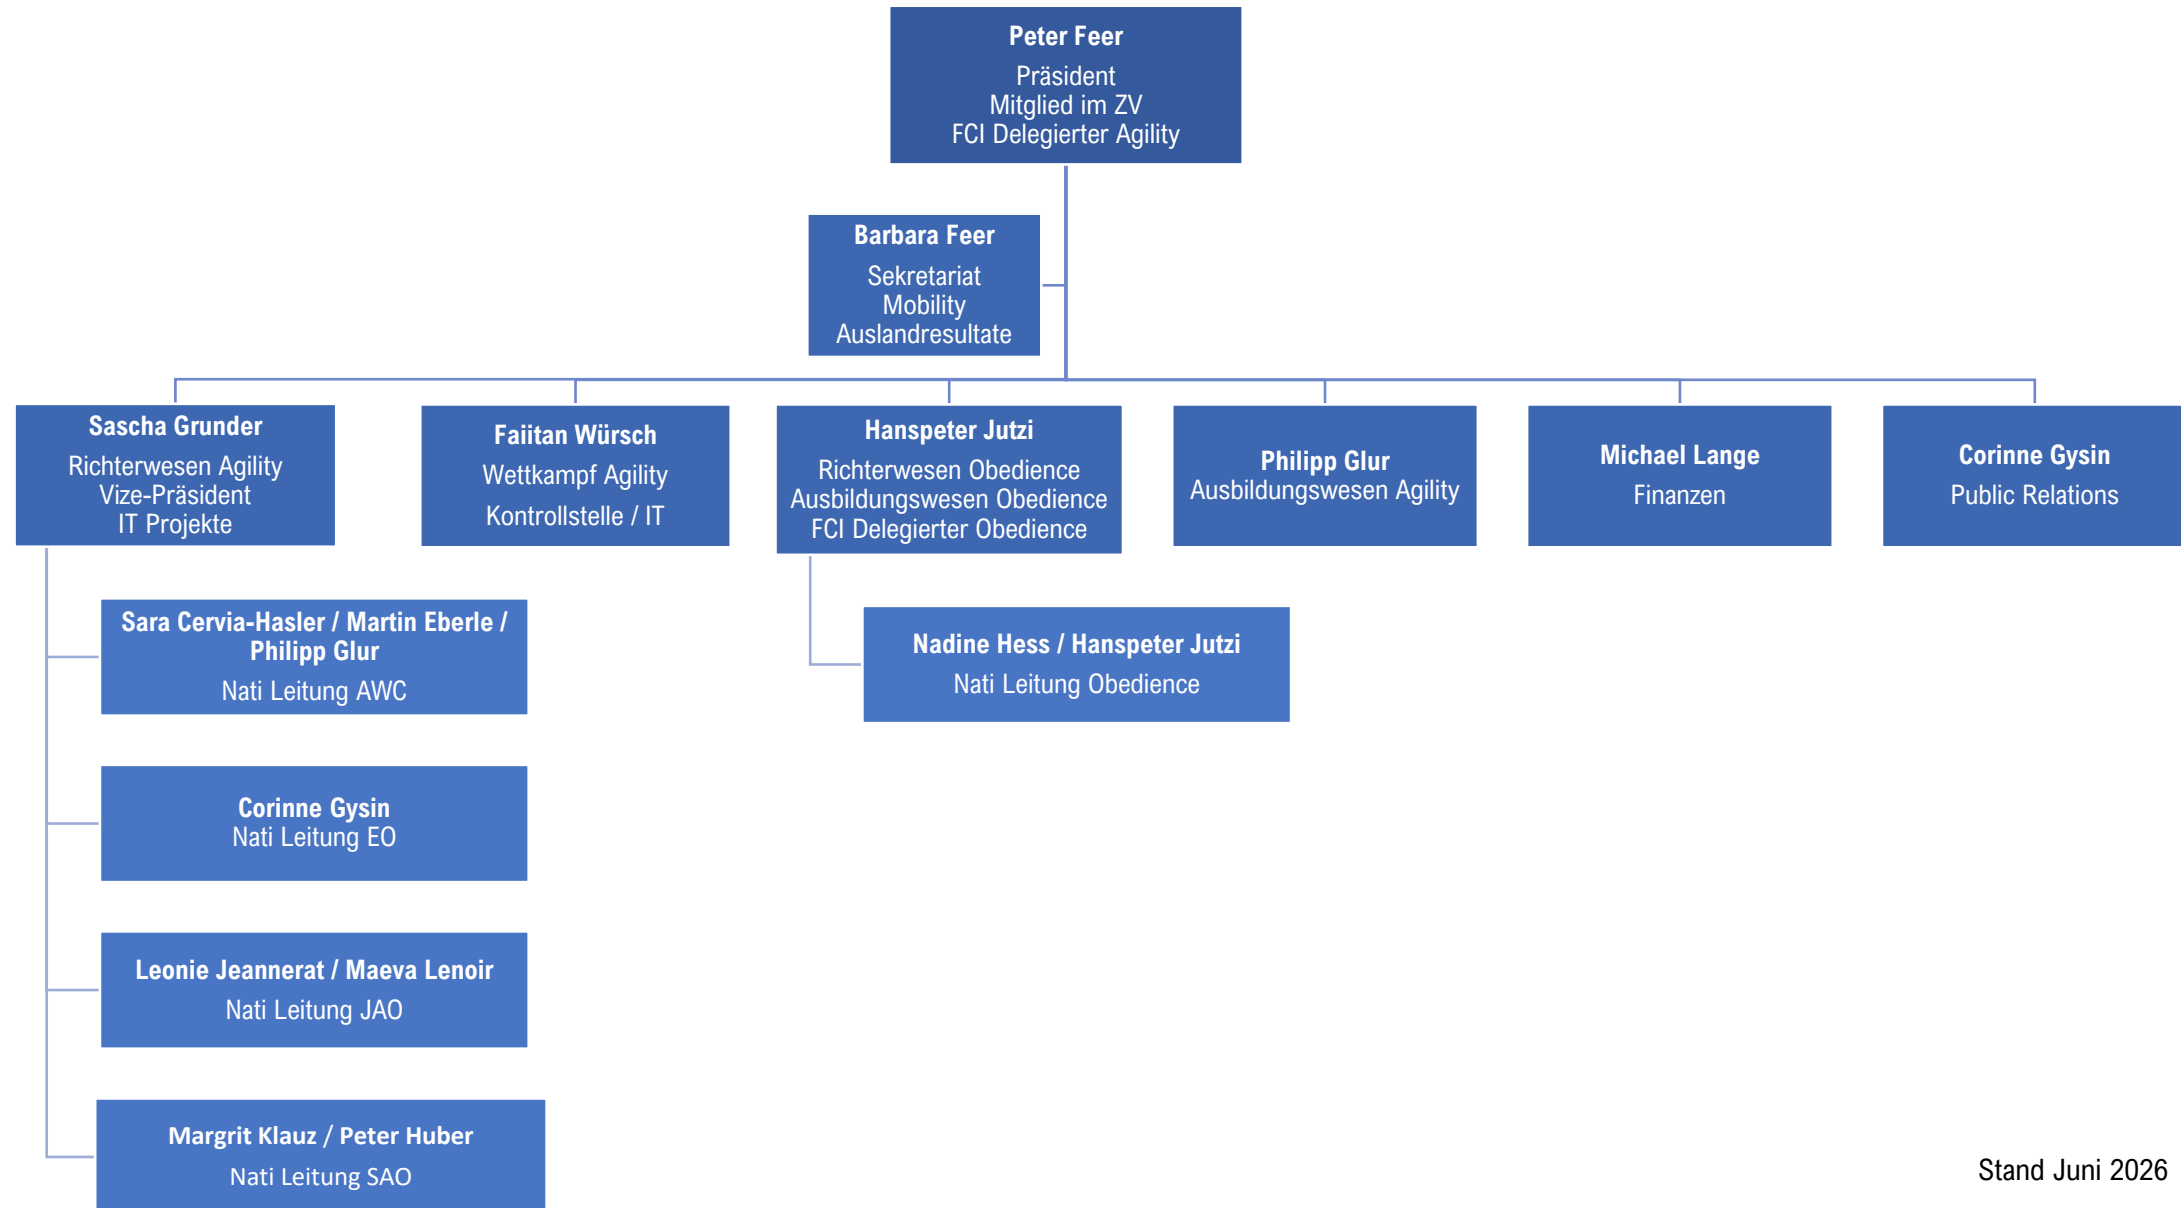 Peter Feer
Präsident
Mitglied im ZV
FCI Delegierter Agility
Barbara Feer
Sekretariat
Mobility
Auslandresultate
Sascha Grunder
Richterwesen Agility
Vize-Präsident
IT Projekte
Faiitan Würsch
Wettkampf Agility
Kontrollstelle / IT
Hanspeter Jutzi
Richterwesen Obedience
Ausbildungswesen Obedience
FCI Delegierter Obedience
Philipp Glur
Ausbildungswesen Agility
Michael Lange
Finanzen
Corinne Gysin
Public Relations
Sara Cervia-Hasler / Martin Eberle /
Philipp Glur
Nati Leitung AWC
Nadine Hess / Hanspeter Jutzi
Nati Leitung Obedience
Corinne Gysin
Nati Leitung EO
Leonie Jeannerat / Maeva Lenoir
Nati Leitung JAO
Margrit Klauz / Peter Huber
Nati Leitung SAO
Stand Juni 2026